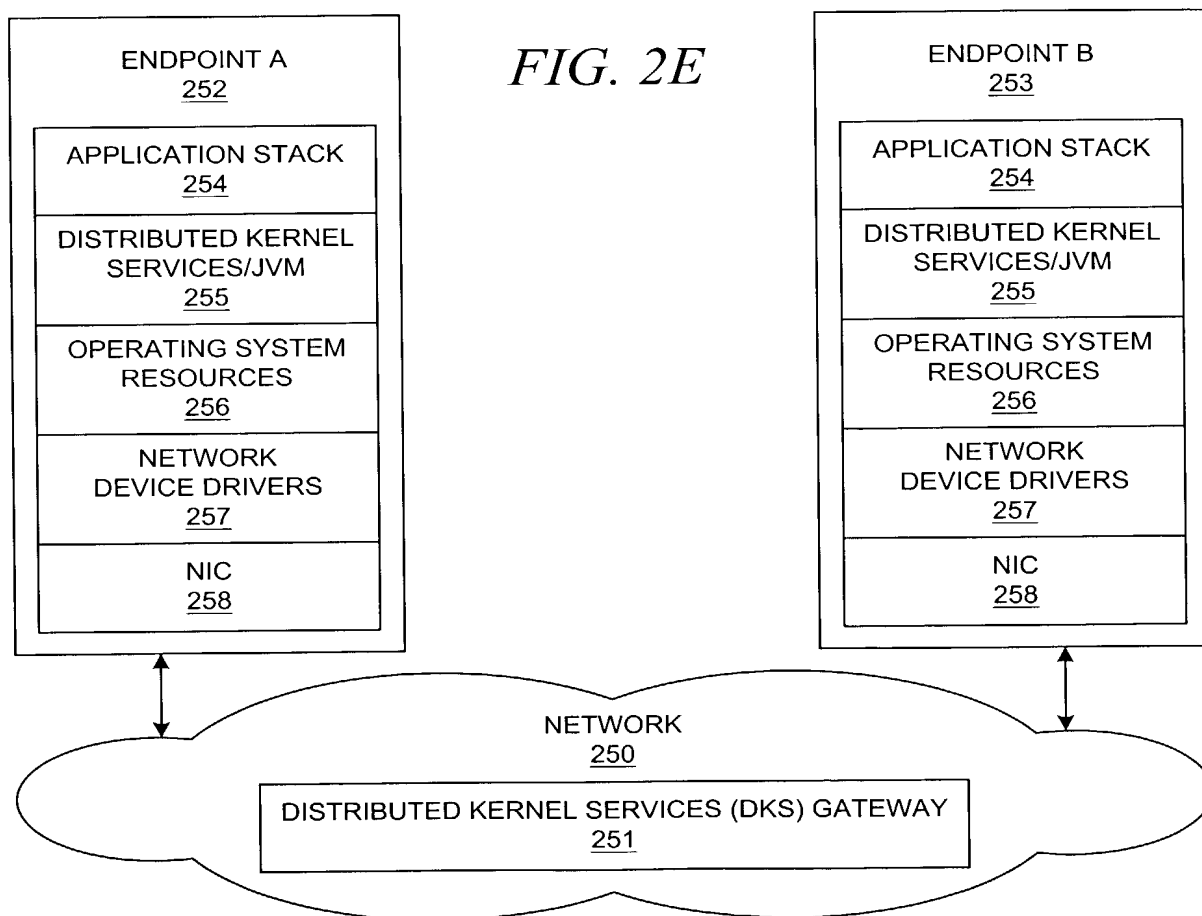 FIG. 2E
ENDPOINT A
252
APPLICATION STACK
254
DISTRIBUTED KERNEL
SERVICES/JVM
255
OPERATING SYSTEM
RESOURCES
256
NETWORK
DEVICE DRIVERS
257
NIC
258
ENDPOINT B
253
APPLICATION STACK
254
DISTRIBUTED KERNEL
SERVICES/JVM
255
OPERATING SYSTEM
RESOURCES
256
NETWORK
DEVICE DRIVERS
257
NIC
258
NETWORK
250
DISTRIBUTED KERNEL SERVICES (DKS) GATEWAY
251